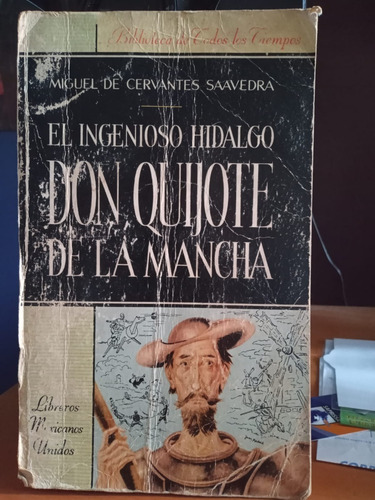 Biblioteca de Todos los Tiempos
MIGUEL DE CERVANTES SAAVEDRA
EL INGENIOSO HIDALGO
DON QUIJOTE
DE LA MANCHA
Libreros
Mexicanos
Unidos